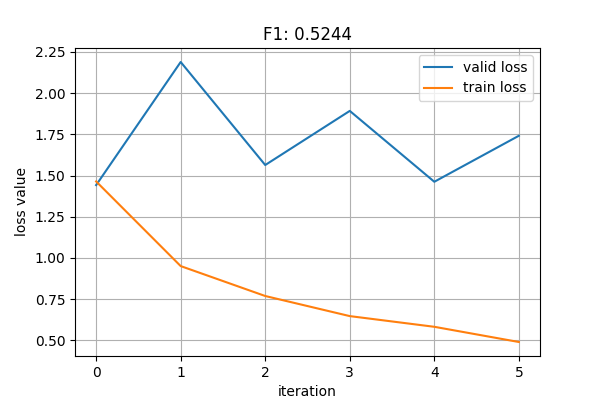 F1: 0.5244
2.25
2.00
1.75
1.50
1.25
1.00
0.75
0.50
loss value
valid loss
train loss
0 1 2 3 4 5
iteration